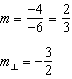 m = -4/-6 = 2/3
m⊥ = -3/2